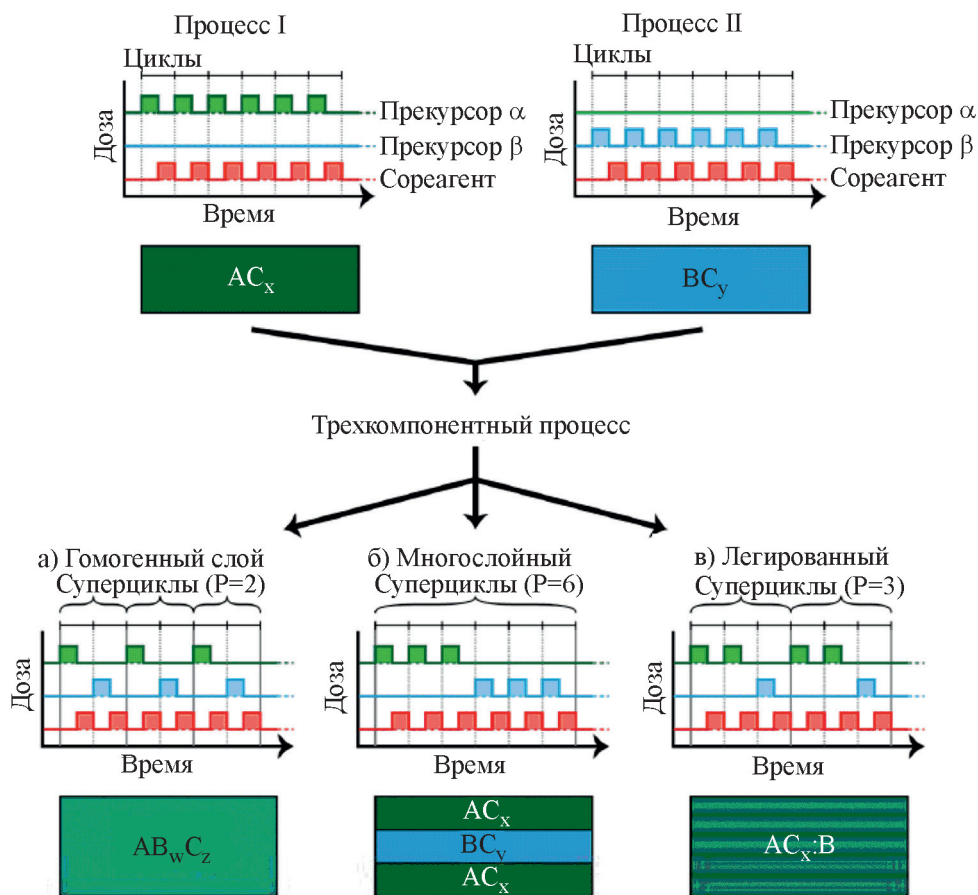 Процесс I
Циклы
Доза
Прекурсор α
Прекурсор β
Сореагент
Время
ACx
Процесс II
Циклы
Доза
Прекурсор α
Прекурсор β
Сореагент
Время
BCy
Трехкомпонентный процесс
а) Гомогенный слой
Суперциклы (P=2)
Доза
Время
ABwCz
б) Многослойный
Суперциклы (P=6)
Доза
Время
ACx
BCy
ACx
в) Легированный
Суперциклы (P=3)
Доза
Время
ACx:B